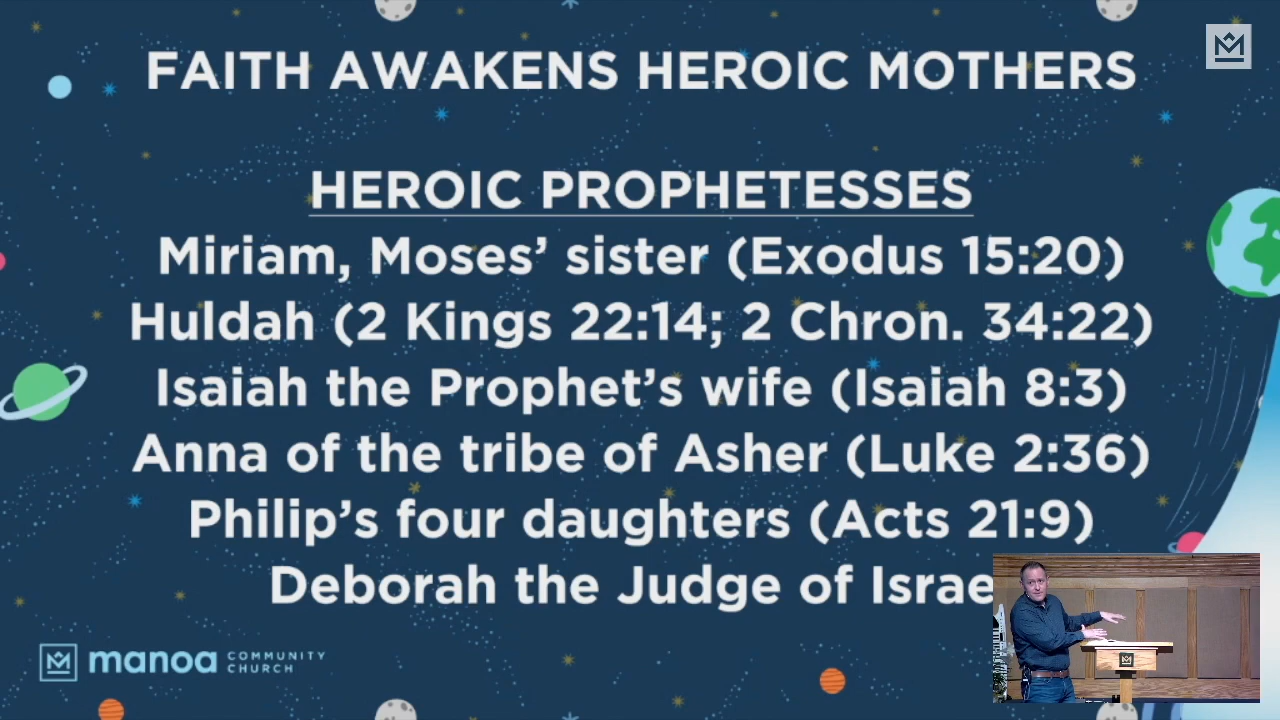 FAITH AWAKENS HEROIC MOTHERS
HEROIC PROPHETESSES
Miriam, Moses’ sister (Exodus 15:20)
Huldah (2 Kings 22:14; 2 Chron. 34:22)
Isaiah the Prophet’s wife (Isaiah 8:3)
Anna of the tribe of Asher (Luke 2:36)
Philip’s four daughters (Acts 21:9)
Deborah the Judge of Israe
manoa COMMUNITY
CHURCH